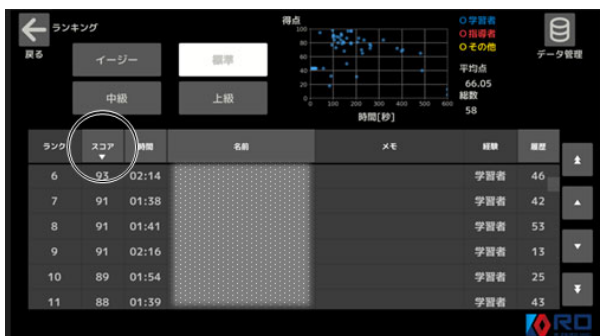 ランキング
戻る
イージー
標準
中級
上級
得点
100
80
60
40
20
0
0 100 200 300 400 500 600
時間[秒]
O 学習者
O 指導者
O その他
平均点
66.05
総数
58
データ管理
ランク スコア ▼ 時間 名前 メモ 経験 履歴
6 93 02:14 学習者 46
7 91 01:38 学習者 42
8 91 01:41 学習者 53
9 91 02:16 学習者 13
10 89 01:54 学習者 25
11 88 01:39 学習者 43
RD